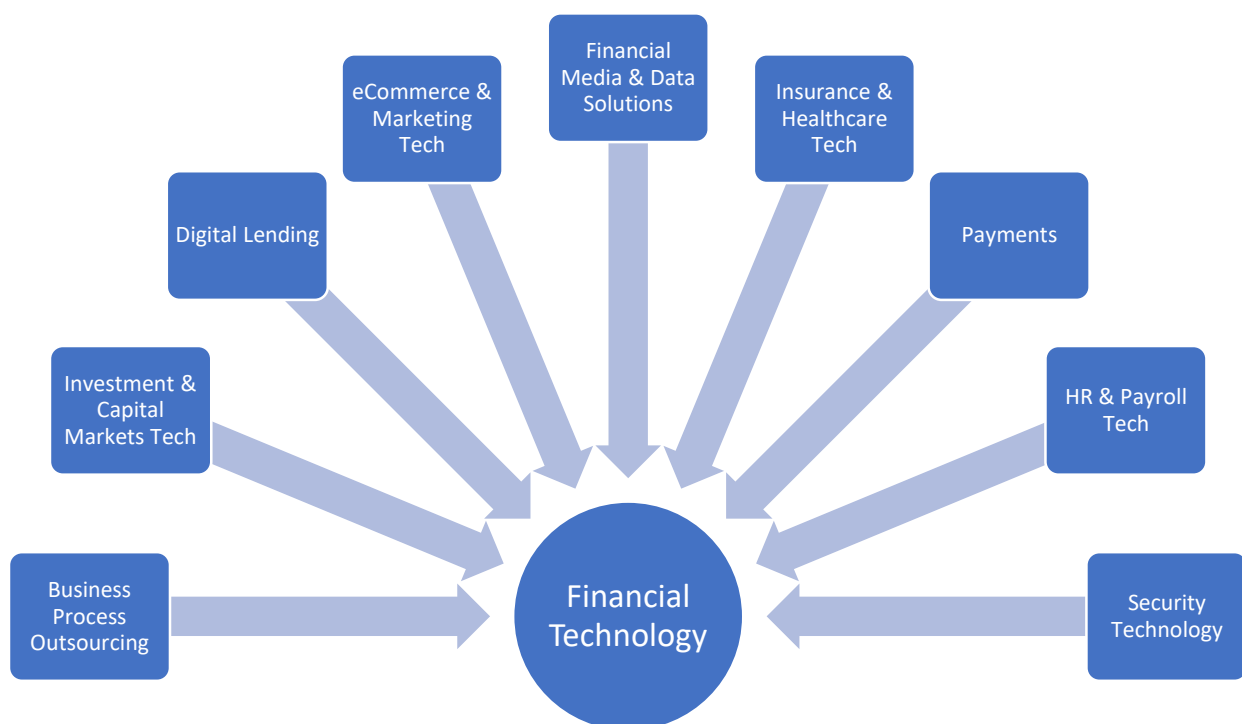 Financial
Media & Data
Solutions
eCommerce &
Marketing
Tech
Insurance &
Healthcare
Tech
Digital Lending
Payments
Investment &
Capital
Markets Tech
HR & Payroll
Tech
Business
Process
Outsourcing
Financial
Technology
Security
Technology